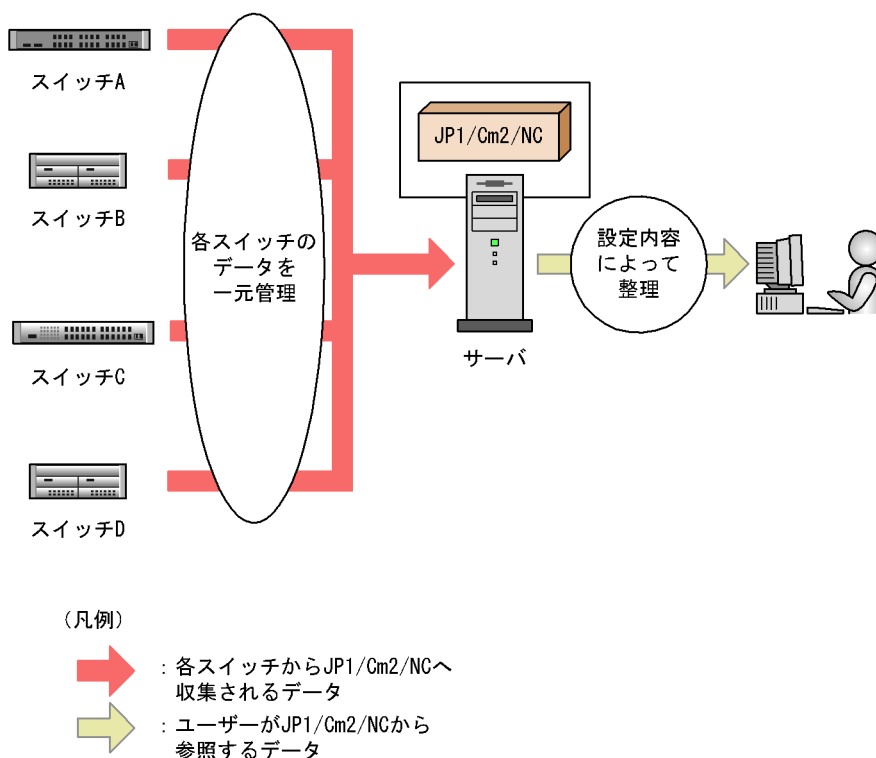 スイッチA
スイッチB
スイッチC
スイッチD
各スイッチの
データを
一元管理
JP1/Cm2/NC
サーバ
設定内容
によって
整理
（凡例）
：各スイッチからJP1/Cm2/NCへ
収集されるデータ
：ユーザーがJP1/Cm2/NCから
参照するデータ